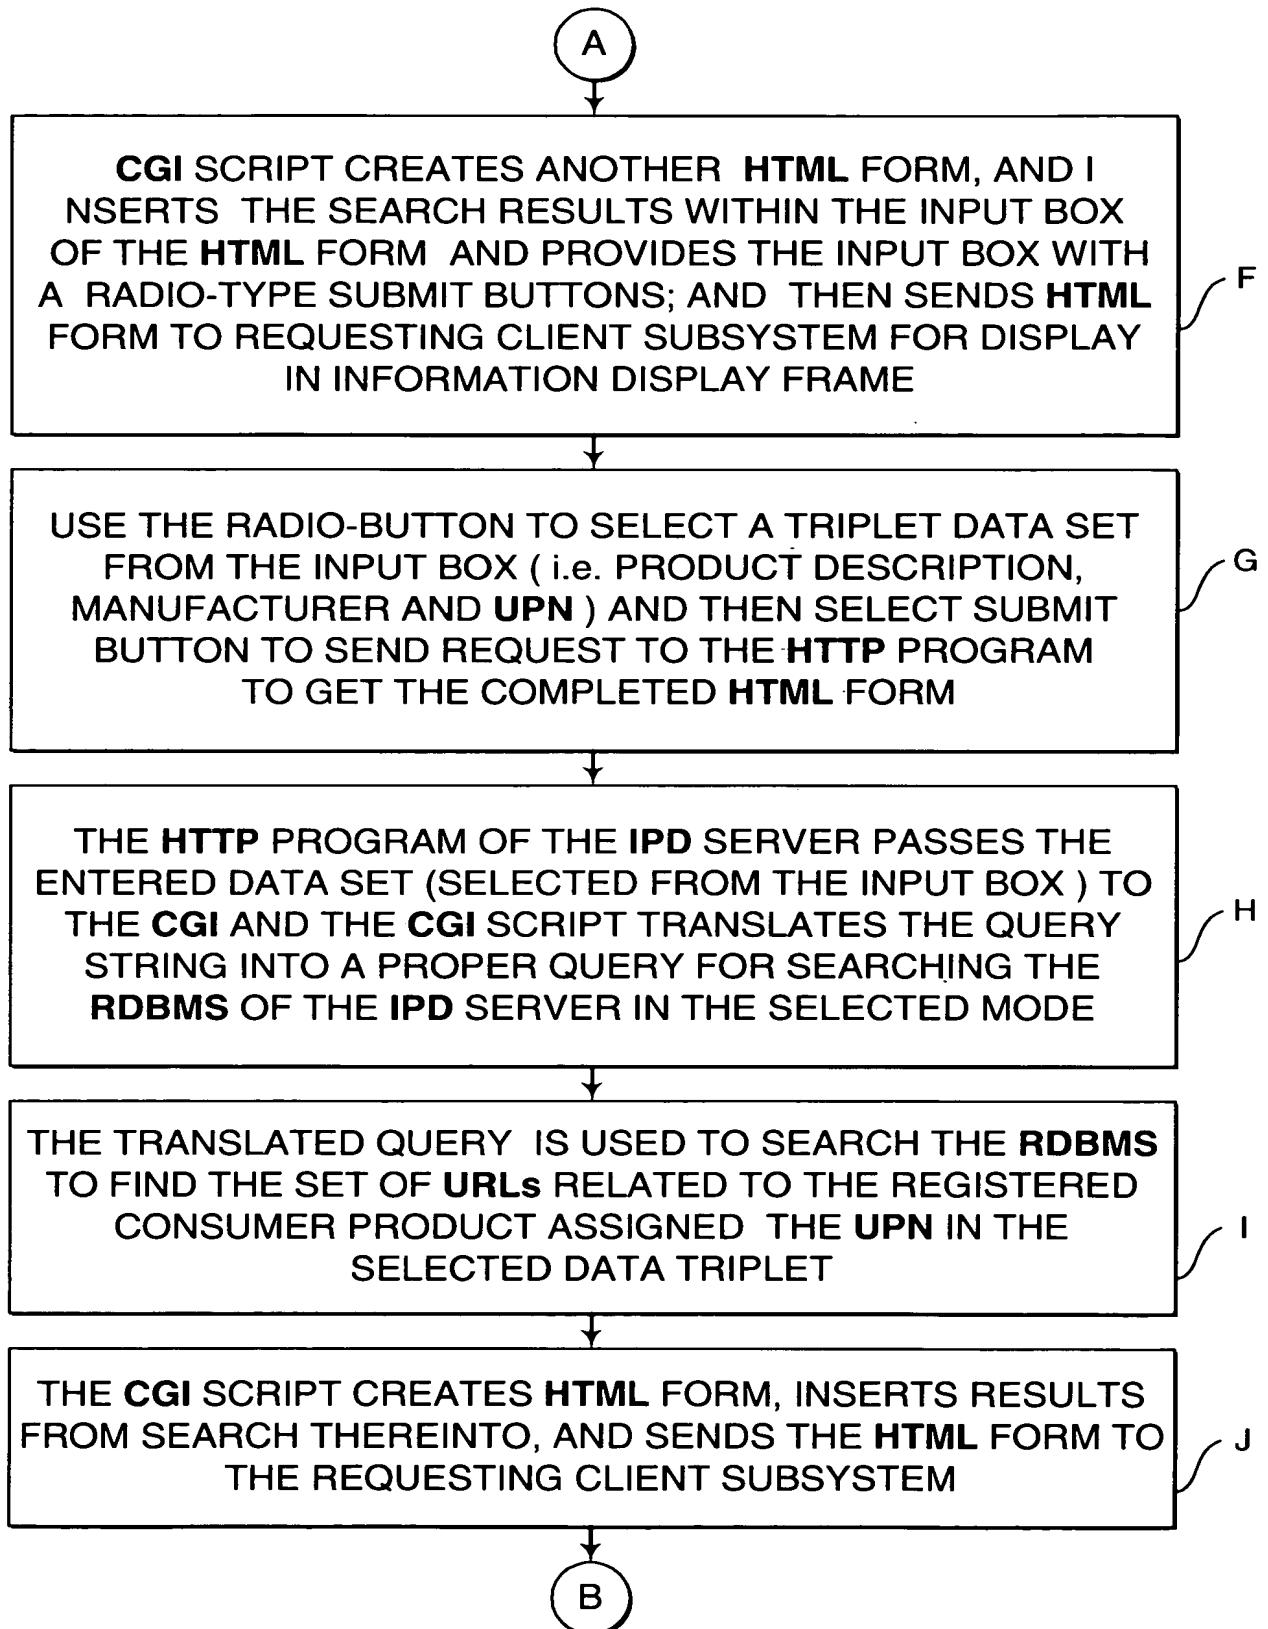 A
CGI SCRIPT CREATES ANOTHER HTML FORM, AND I
NSERTS THE SEARCH RESULTS WITHIN THE INPUT BOX
OF THE HTML FORM AND PROVIDES THE INPUT BOX WITH
A RADIO-TYPE SUBMIT BUTTONS; AND THEN SENDS HTML
FORM TO REQUESTING CLIENT SUBSYSTEM FOR DISPLAY
IN INFORMATION DISPLAY FRAME
F
USE THE RADIO-BUTTON TO SELECT A TRIPLET DATA SET
FROM THE INPUT BOX ( i.e. PRODUCT DESCRIPTION,
MANUFACTURER AND UPN ) AND THEN SELECT SUBMIT
BUTTON TO SEND REQUEST TO THE HTTP PROGRAM
TO GET THE COMPLETED HTML FORM
G
THE HTTP PROGRAM OF THE IPD SERVER PASSES THE
ENTERED DATA SET (SELECTED FROM THE INPUT BOX ) TO
THE CGI AND THE CGI SCRIPT TRANSLATES THE QUERY
STRING INTO A PROPER QUERY FOR SEARCHING THE
RDBMS OF THE IPD SERVER IN THE SELECTED MODE
H
THE TRANSLATED QUERY IS USED TO SEARCH THE RDBMS
TO FIND THE SET OF URLs RELATED TO THE REGISTERED
CONSUMER PRODUCT ASSIGNED THE UPN IN THE
SELECTED DATA TRIPLET
I
THE CGI SCRIPT CREATES HTML FORM, INSERTS RESULTS
FROM SEARCH THEREINTO, AND SENDS THE HTML FORM TO
THE REQUESTING CLIENT SUBSYSTEM
J
B